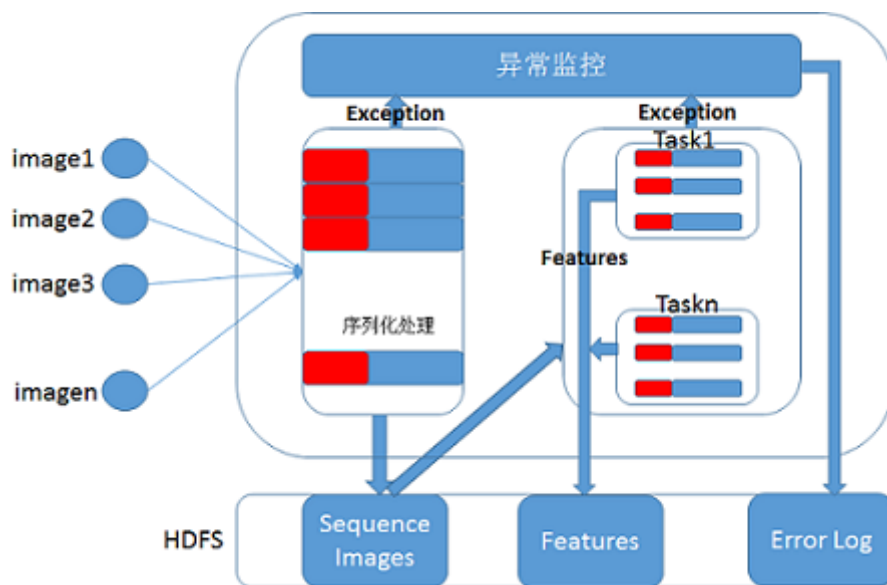 异常监控
Exception
Exception
Task1
image1
image2
image3
imagen
Features
序列化处理
Taskn
HDFS
Sequence
Images
Features
Error Log